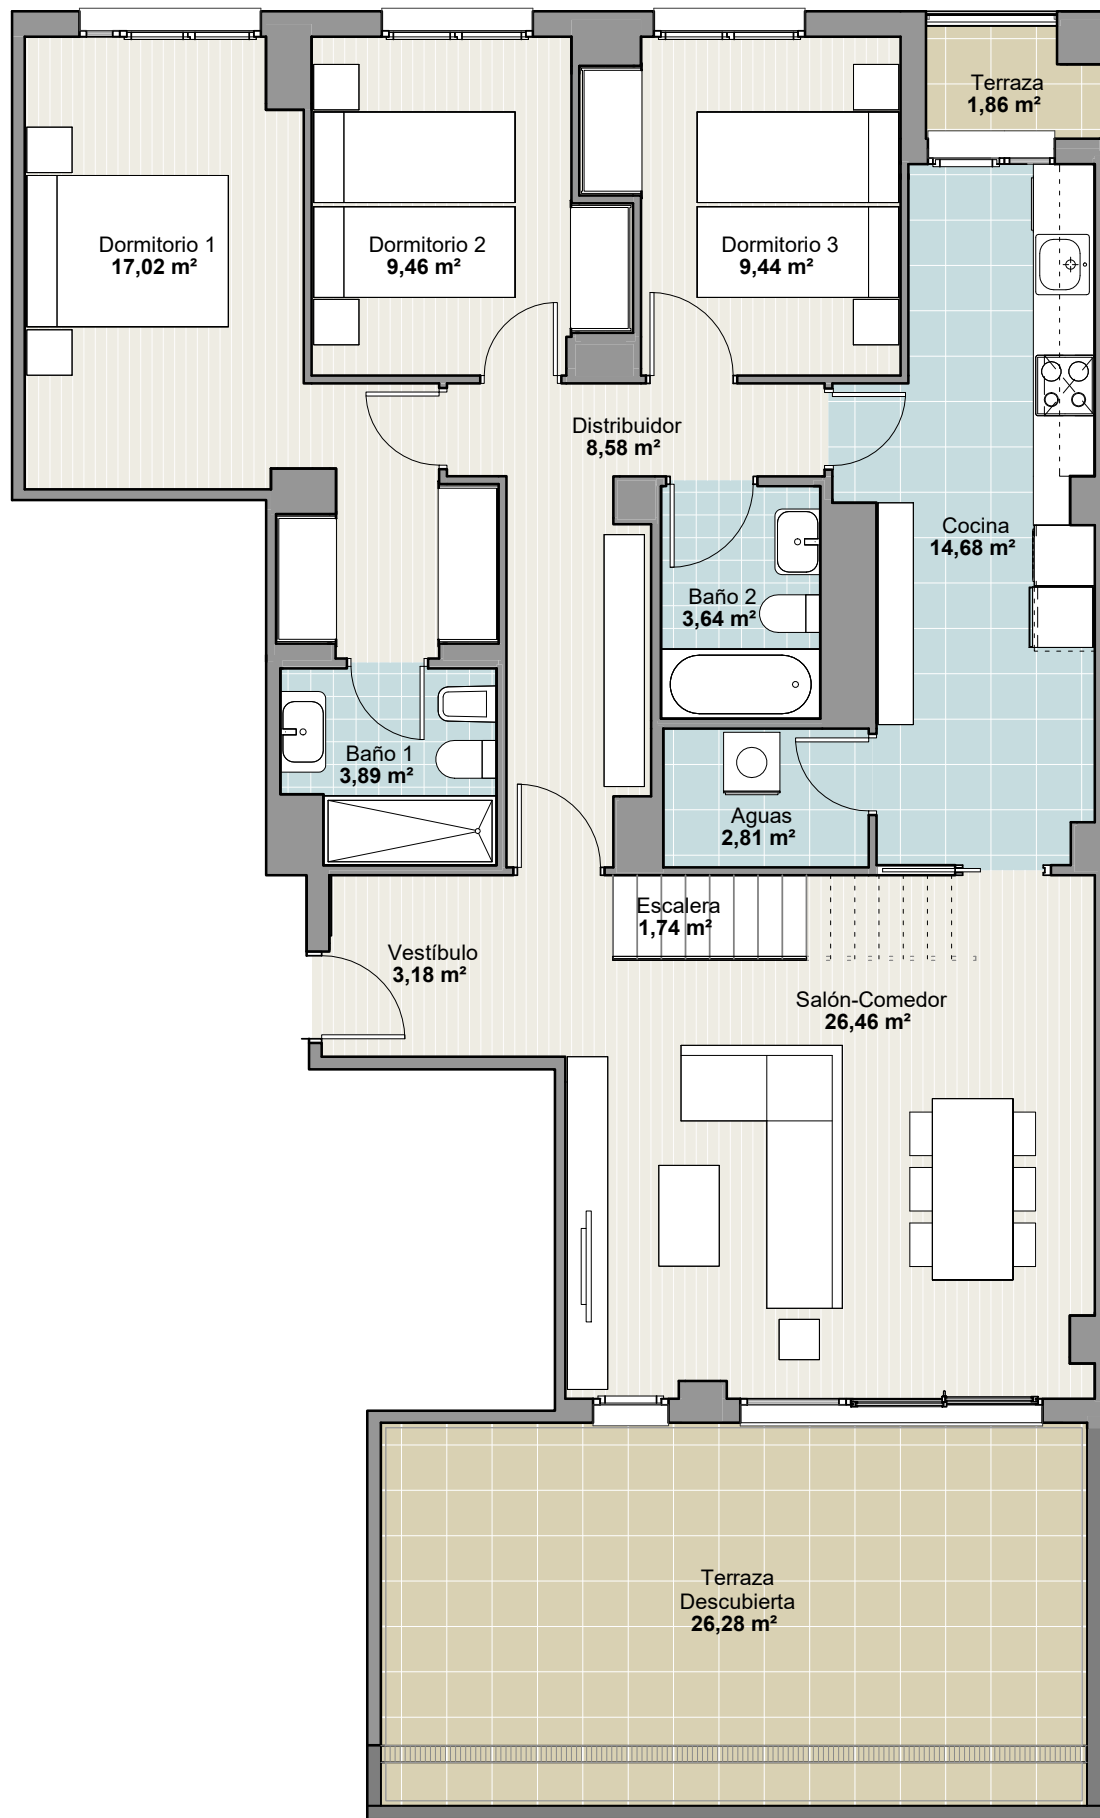 Terraza
1,86 m²
Dormitorio 1
17,02 m²
Dormitorio 2
9,46 m²
Dormitorio 3
9,44 m²
Distribuidor
8,58 m²
Cocina
14,68 m²
Baño 2
3,64 m²
Baño 1
3,89 m²
Aguas
2,81 m²
Escalera
1,74 m²
Vestíbulo
3,18 m²
Salón-Comedor
26,46 m²
Terraza
Descubierta
26,28 m²